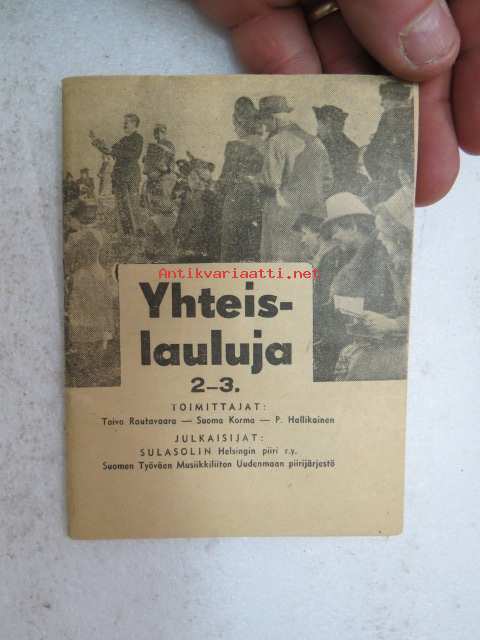 Antikvariaatti.net
Yhteis-
lauluja
2–3.
TOIMITTAJAT:
Toivo Rautavaara — Suoma Korma — P. Hallikainen
JULKAISIJAT:
SULASOLIN Helsingin piiri r.y.
Suomen Työväen Musiikkiliiton Uudenmaan piirijärjestö